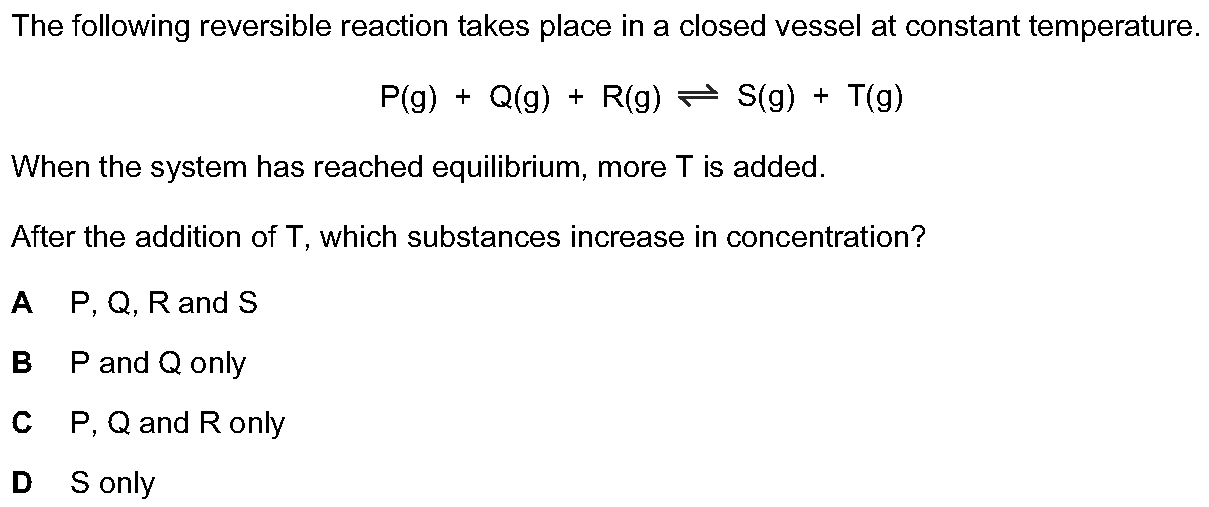 The following reversible reaction takes place in a closed vessel at constant temperature.
P(g) + Q(g) + R(g) ⇌ S(g) + T(g)
When the system has reached equilibrium, more T is added.
After the addition of T, which substances increase in concentration?
A P, Q, R and S
B P and Q only
C P, Q and R only
D S only